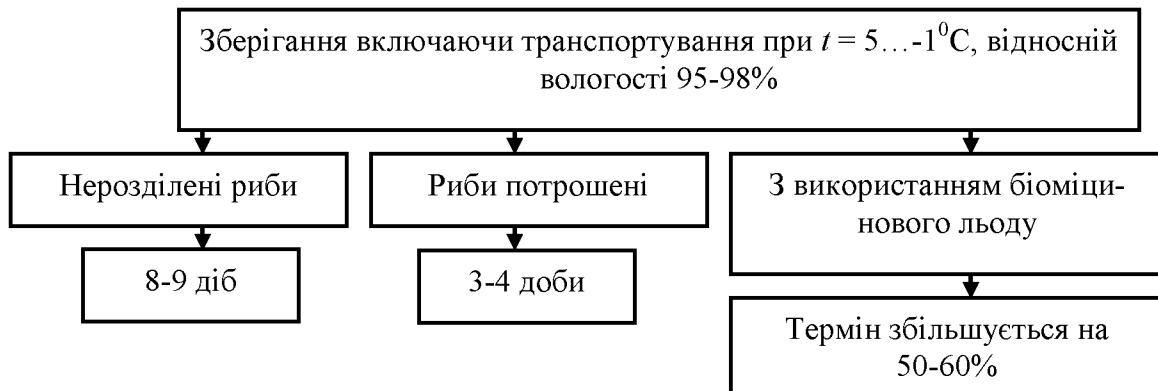 Зберігання включаючи транспортування при t = 5…-1⁰С, відносній
вологості 95-98%
Нерозділені риби
Риби потрошені
З використанням біоміци-
нового льоду
8-9 діб
3-4 доби
Термін збільшується на
50-60%